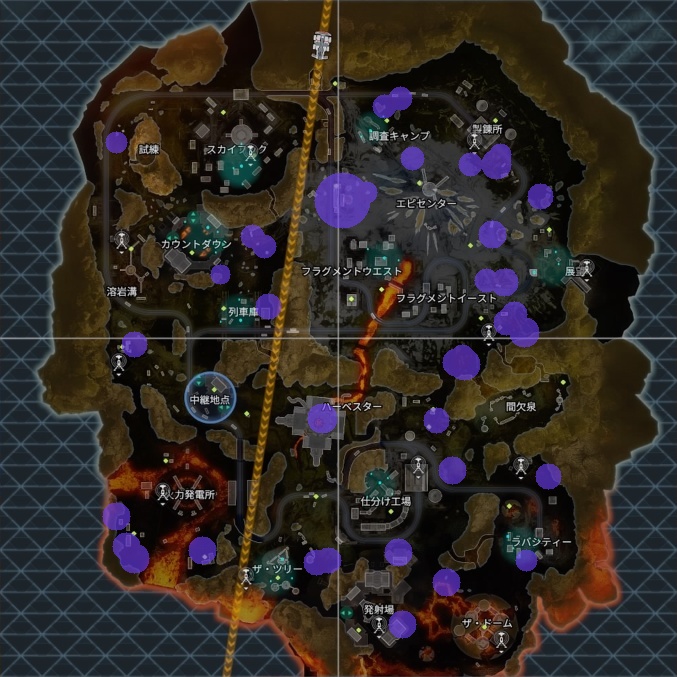 調査キャンプ
製錬所
試練
スカイフック
エピセンター
カウントダウン
フラグメントウエスト
展望
溶岩溝
フラグメントイースト
列車庫
中継地点
ハーベスター
間欠泉
力発電所
仕分け工場
ラバシティー
ザ・ツリー
発射場
ザ・ドーム